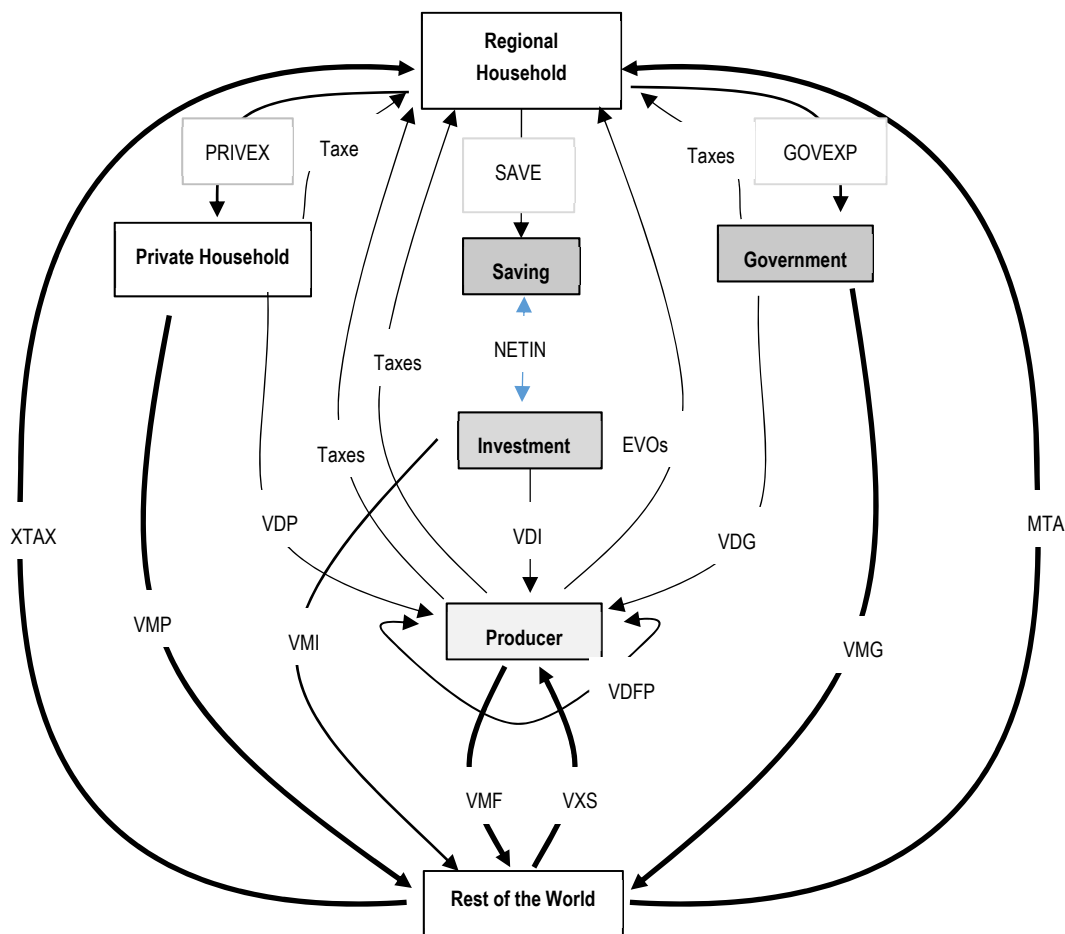 Regional
Household
PRIVEX
Taxe
SAVE
Taxes
GOVEXP
Private Household
Saving
Government
NETIN
Taxes
Investment
Taxes
EVOs
XTAX
VDP
VDI
VDG
MTA
Producer
VMP
VMI
VMG
VDFP
VMF
VXS
Rest of the World